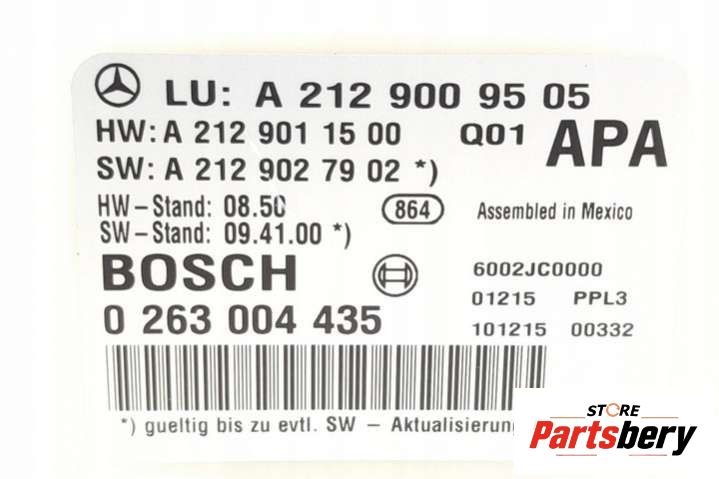 LU: A 212 900 95 05
HW: A 212 901 15 00 Q01 APA
SW: A 212 902 79 02 *)
HW-Stand: 08.50 864 Assembled in Mexico
SW-Stand: 09.41.00 *)
BOSCH 6002JC0000
0 263 004 435 01215 PPL3
101215 00332
*) gueltig bis zu evtl. SW - Aktualisierun
STORE
Partsbery